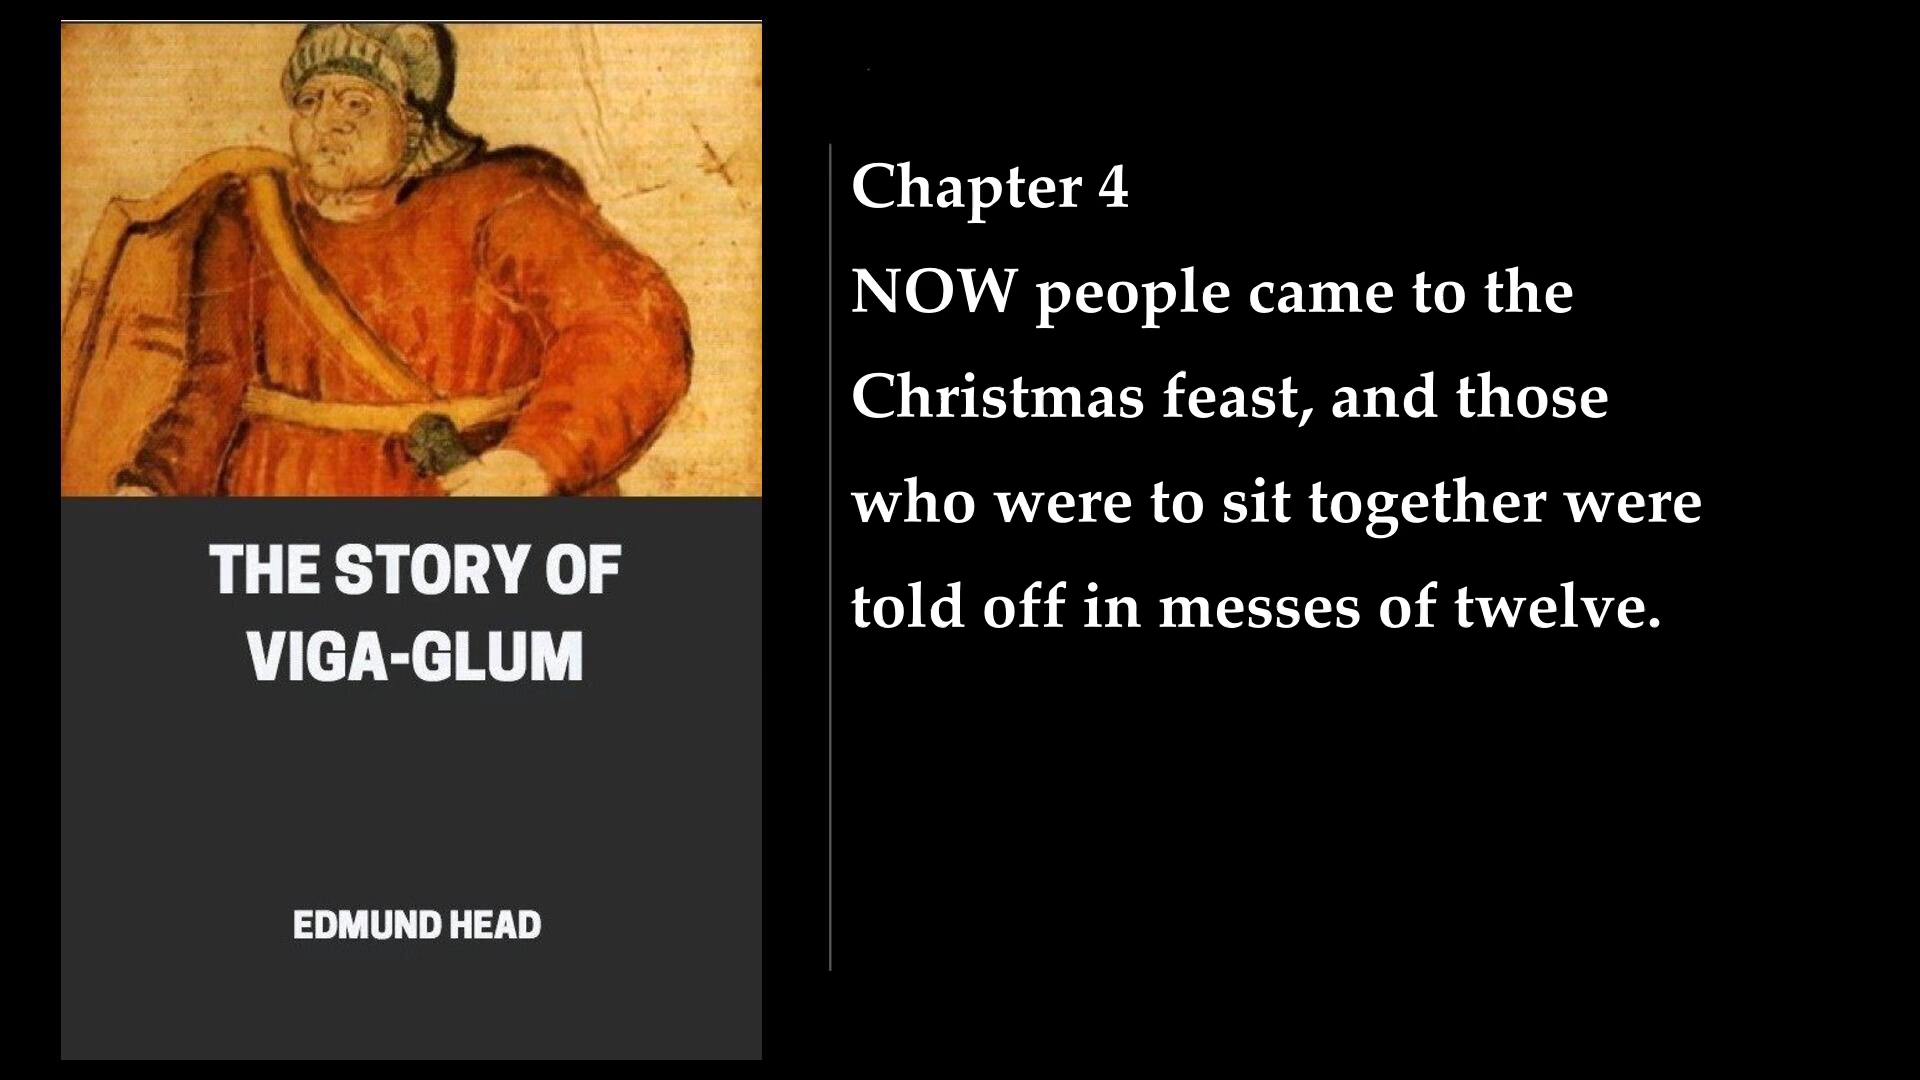 THE STORY OF
VIGA-GLUM
EDMUND HEAD
Chapter 4
NOW people came to the
Christmas feast, and those
who were to sit together were
told off in messes of twelve.